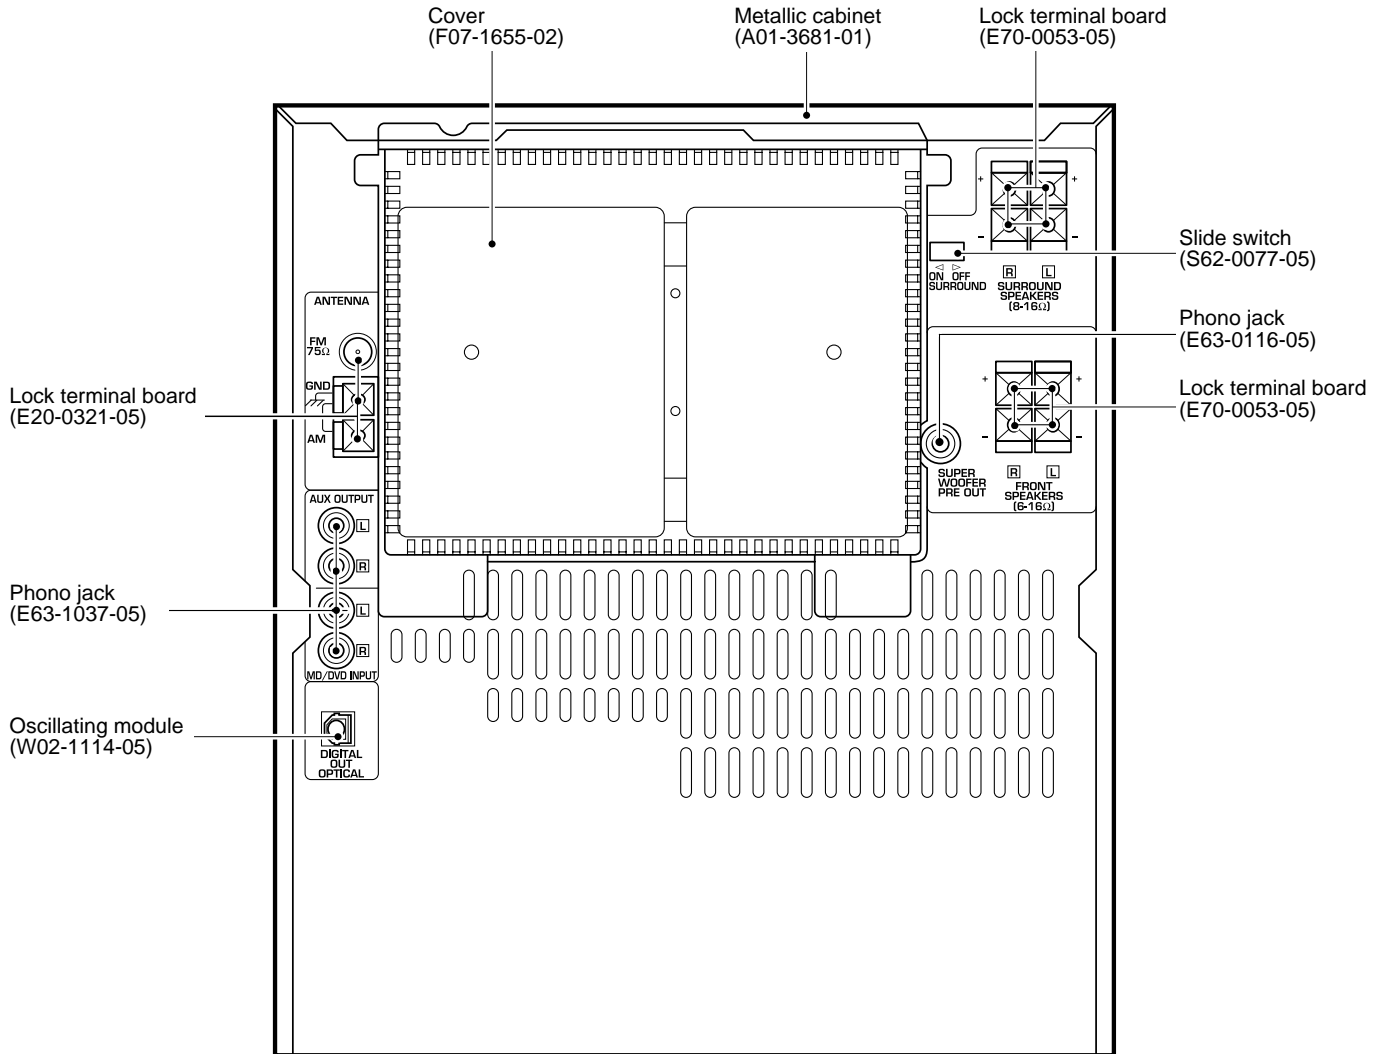 Cover
(F07-1655-02)
Metallic cabinet
(A01-3681-01)
Lock terminal board
(E70-0053-05)
+ +
- -
R L
SURROUND
SPEAKERS
(8-16Ω)
ON OFF
SURROUND
Slide switch
(S62-0077-05)
Phono jack
(E63-0116-05)
Lock terminal board
(E70-0053-05)
+ +
- -
R L
FRONT
SPEAKERS
(6-16Ω)
SUPER
WOOFER
PRE OUT
ANTENNA
FM
75Ω
GND
AM
Lock terminal board
(E20-0321-05)
AUX OUTPUT
L
R
L
R
MD/DVD INPUT
Phono jack
(E63-1037-05)
Oscillating module
(W02-1114-05)
DIGITAL
OUT
OPTICAL